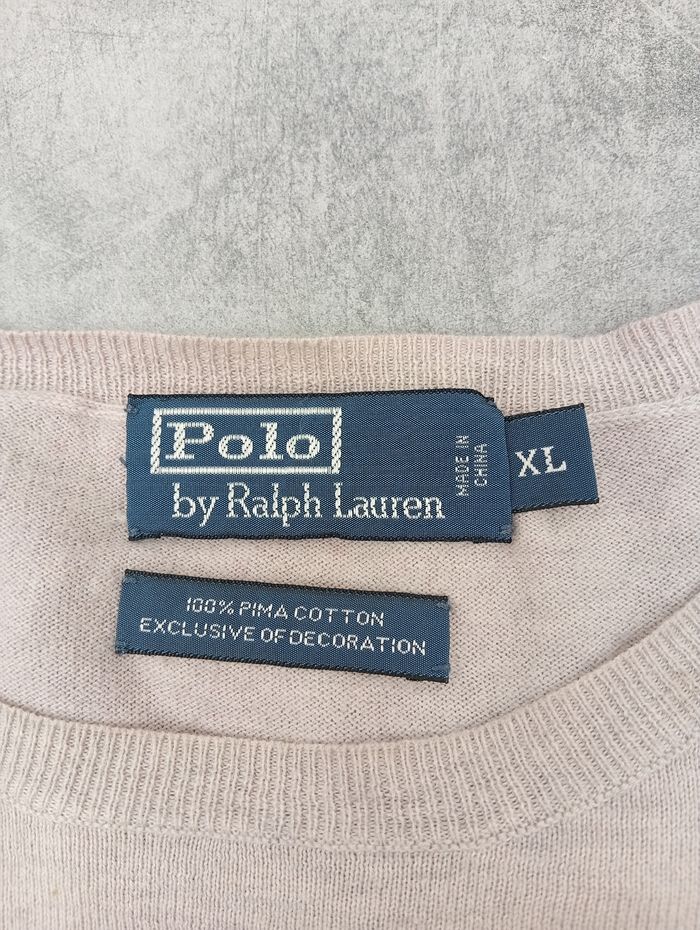 Polo
by Ralph Lauren
MADE IN
CHINA
XL
100% PIMA COTTON
EXCLUSIVE OF DECORATION